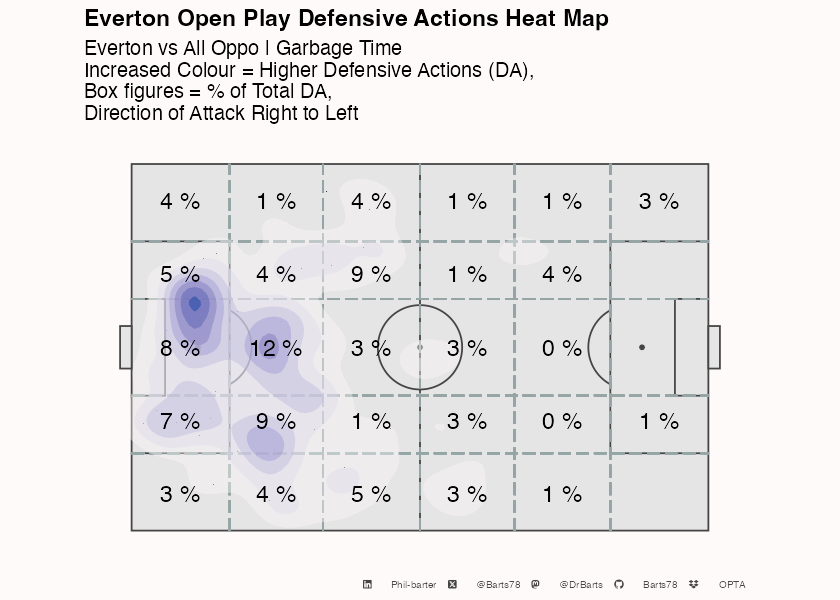 Everton Open Play Defensive Actions Heat Map
Everton vs All Oppo I Garbage Time
Increased Colour = Higher Defensive Actions (DA),
Box figures = % of Total DA,
Direction of Attack Right to Left
4 % 1 % 4 % 1 % 1 % 3 %
5 % 4 % 9 % 1 % 4 %
8 % 12 % 3 % 3 % 0 %
7 % 9 % 1 % 3 % 0 % 1 %
3 % 4 % 5 % 3 % 1 %
Phil-barter @Barts78 @DrBarts Barts78 OPTA